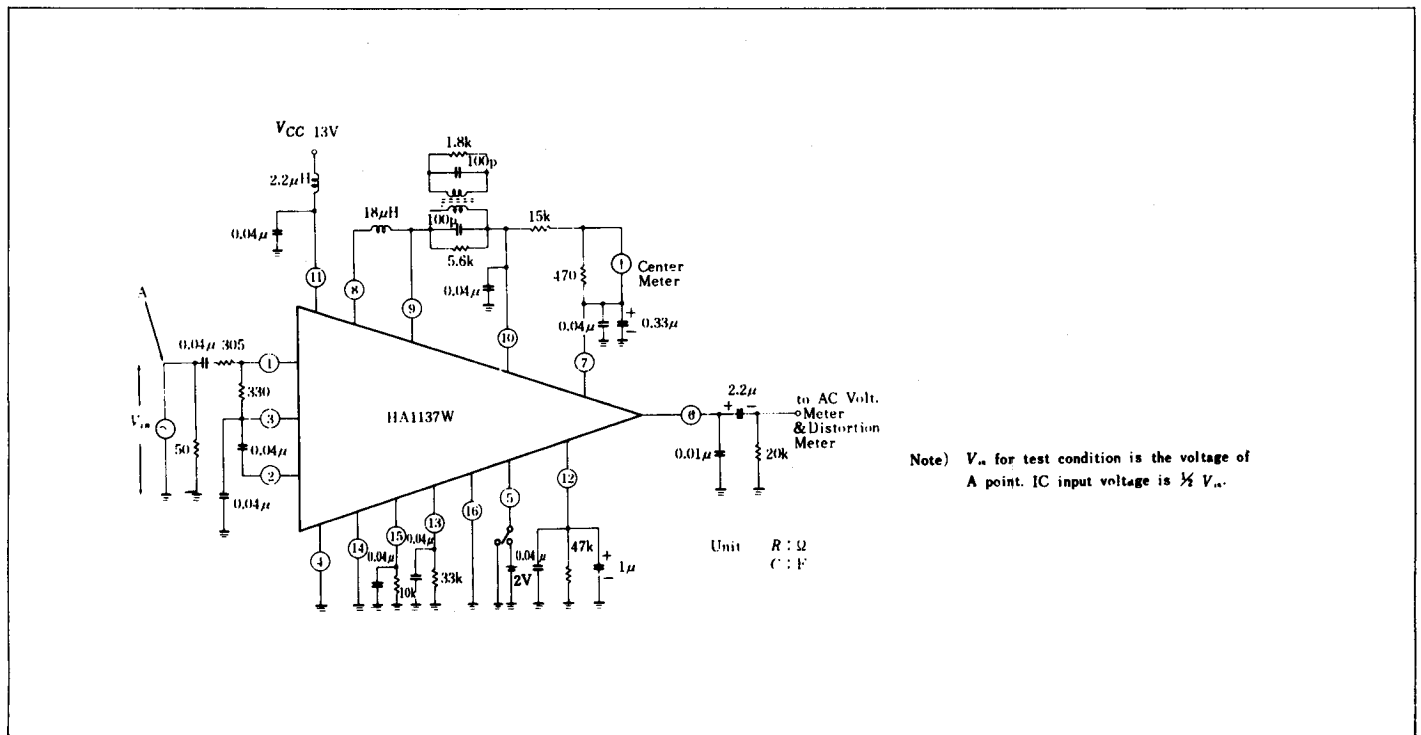 VCC 13V
2.2μH
0.04μ
1.8k
100p
18μH
100μ
5.6k
15k
470
Center
Meter
0.04μ
0.04μ
0.33μ
11
8
9
10
7
A
0.04μ 305
1
330
3
0.04μ
2
Vin
50
0.04μ
HA1137W
6
2.2μ
+ −
to AC Volt.
Meter
&Distortion
Meter
0.01μ
20k
4
14
15
13
16
5
12
0.04μ
10k
0.04μ
33k
2V
0.04μ
47k
+
1μ
−
Note) Vin for test condition is the voltage of
A point. IC input voltage is ½ Vin.
Unit R : Ω
C : F